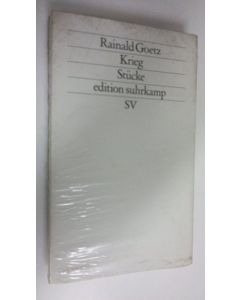 Rainald Goetz
Krieg
Stücke
edition suhrkamp
SV